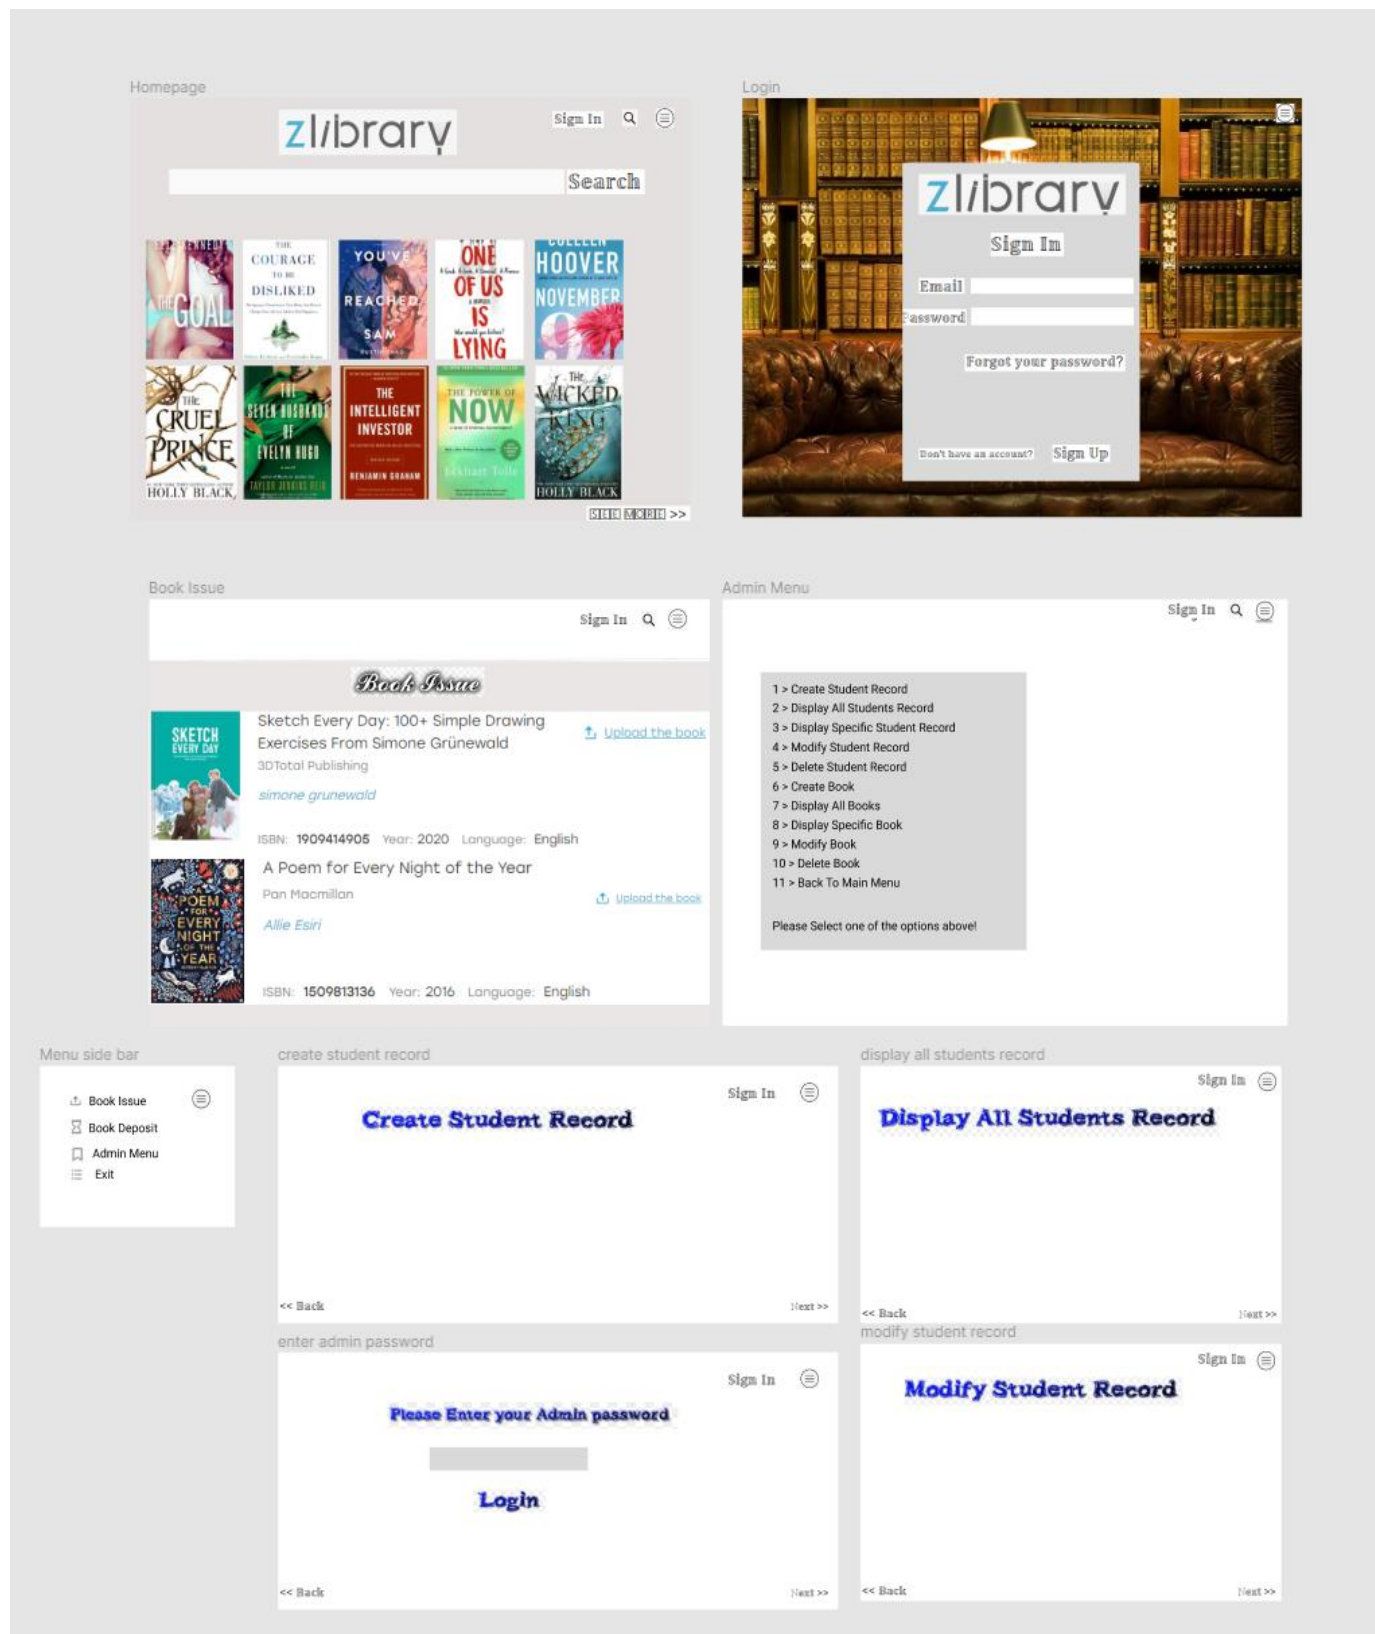 Homepage
zlibrary
Sign In
Search
THE GOAL
THE COURAGE TO BE DISLIKED
YOU'VE REACHED SAM
ONE OF US IS LYING
COLLEEN HOOVER
NOVEMBER 9
THE CRUEL PRINCE
HOLLY BLACK
THE SEVEN HUSBANDS OF EVELYN HUGO
TAYLOR JENKINS REID
THE INTELLIGENT INVESTOR
BENJAMIN GRAHAM
THE POWER OF NOW
Eckhart Tolle
THE WICKED KING
HOLLY BLACK
SEE MORE >>
Login
zlibrary
Sign In
Email
Password
Forgot your password?
Don't have an account? Sign Up
Book Issue
Sign In
Book Issue
SKETCH
EVERY DAY
Sketch Every Day: 100+ Simple Drawing
Exercises From Simone Grünewald
Upload the book
3DTotal Publishing
simone grunewald
ISBN: 1909414905 Year: 2020 Language: English
A
POEM
FOR
EVERY
NIGHT
OF THE
YEAR
A Poem for Every Night of the Year
Pan Macmillan
Upload the book
Allie Esiri
ISBN: 1509813136 Year: 2016 Language: English
Admin Menu
Sign In
1 > Create Student Record
2 > Display All Students Record
3 > Display Specific Student Record
4 > Modify Student Record
5 > Delete Student Record
6 > Create Book
7 > Display All Books
8 > Display Specific Book
9 > Modify Book
10 > Delete Book
11 > Back To Main Menu
Please Select one of the options above!
Menu side bar
Book Issue
Book Deposit
Admin Menu
Exit
create student record
Sign In
Create Student Record
<< Back
Next >>
display all students record
Sign In
Display All Students Record
<< Back
Next >>
enter admin password
Sign In
Please Enter your Admin password
Login
<< Back
Next >>
modify student record
Sign In
Modify Student Record
<< Back
Next >>